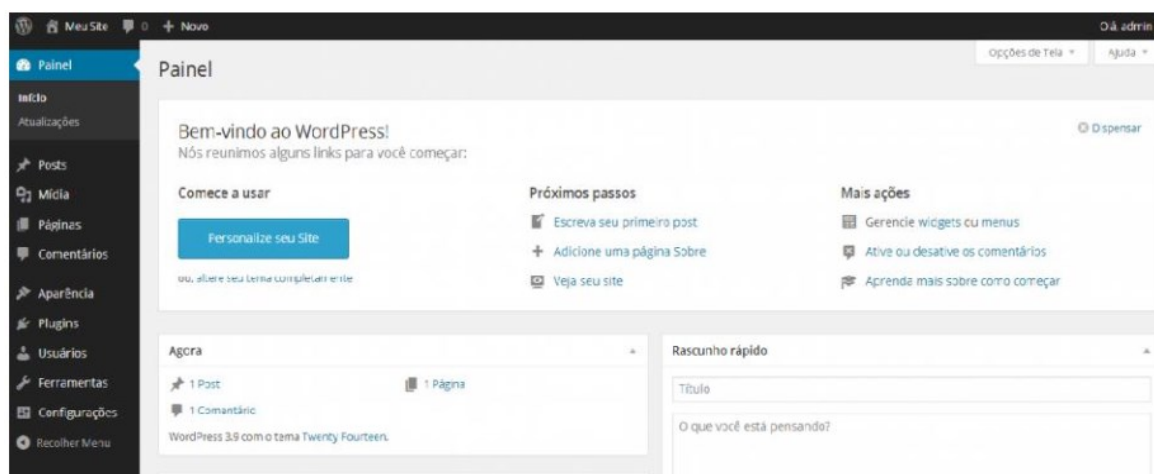 Meu Site 0 + Novo Olá, admin
Painel
Início
Atualizações
Posts
Mídia
Páginas
Comentários
Aparência
Plugins
Usuários
Ferramentas
Configurações
Recolher Menu
Opções de Tela Ajuda
Painel
Bem-vindo ao WordPress!
Nós reunimos alguns links para você começar:
Dispensar
Comece a usar
Personalize seu Site
ou, altere seu tema completamente
Próximos passos
Escreva seu primeiro post
Adicione uma página Sobre
Veja seu site
Mais ações
Gerencie widgets ou menus
Ative ou desative os comentários
Aprenda mais sobre como começar
Agora
1 Post 1 Página
1 Comentário
WordPress 3.9 com o tema Twenty Fourteen.
Rascunho rápido
Título
O que você está pensando?